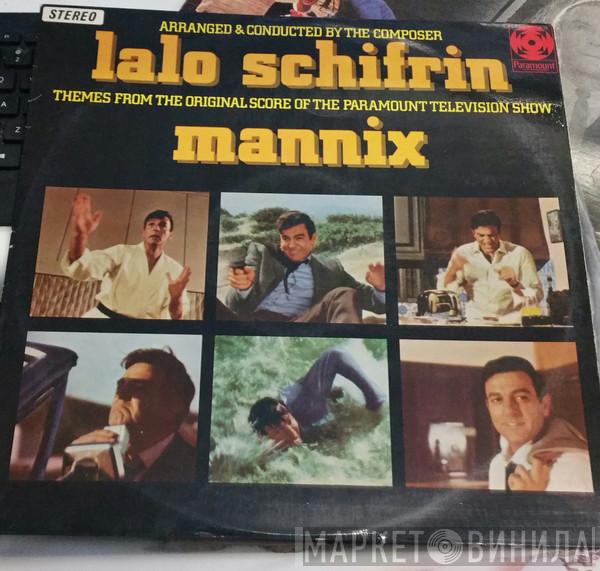 STEREO
ARRANGED & CONDUCTED BY THE COMPOSER
lalo schifrin
Paramount
THEMES FROM THE ORIGINAL SCORE OF THE PARAMOUNT TELEVISION SHOW
mannix
МАРКЕТ ВИНИЛА